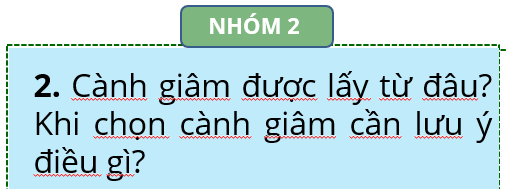 NHÓM 2
2. Cành giâm được lấy từ đâu?
Khi chọn cành giâm cần lưu ý
điều gì?